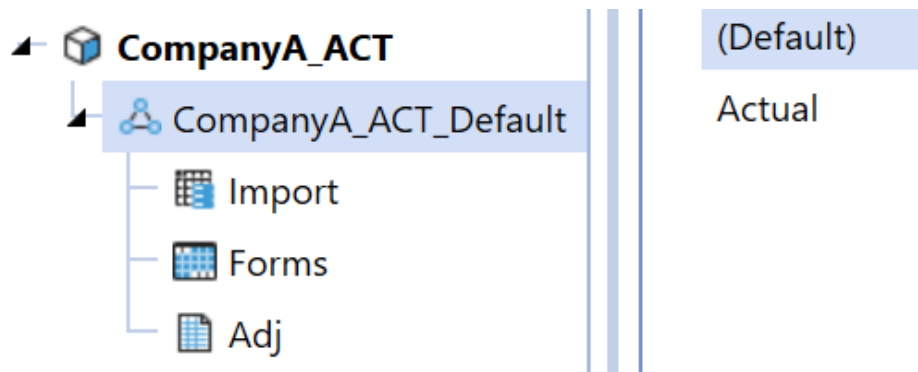 CompanyA_ACT
CompanyA_ACT_Default
Import
Forms
Adj
(Default)
Actual